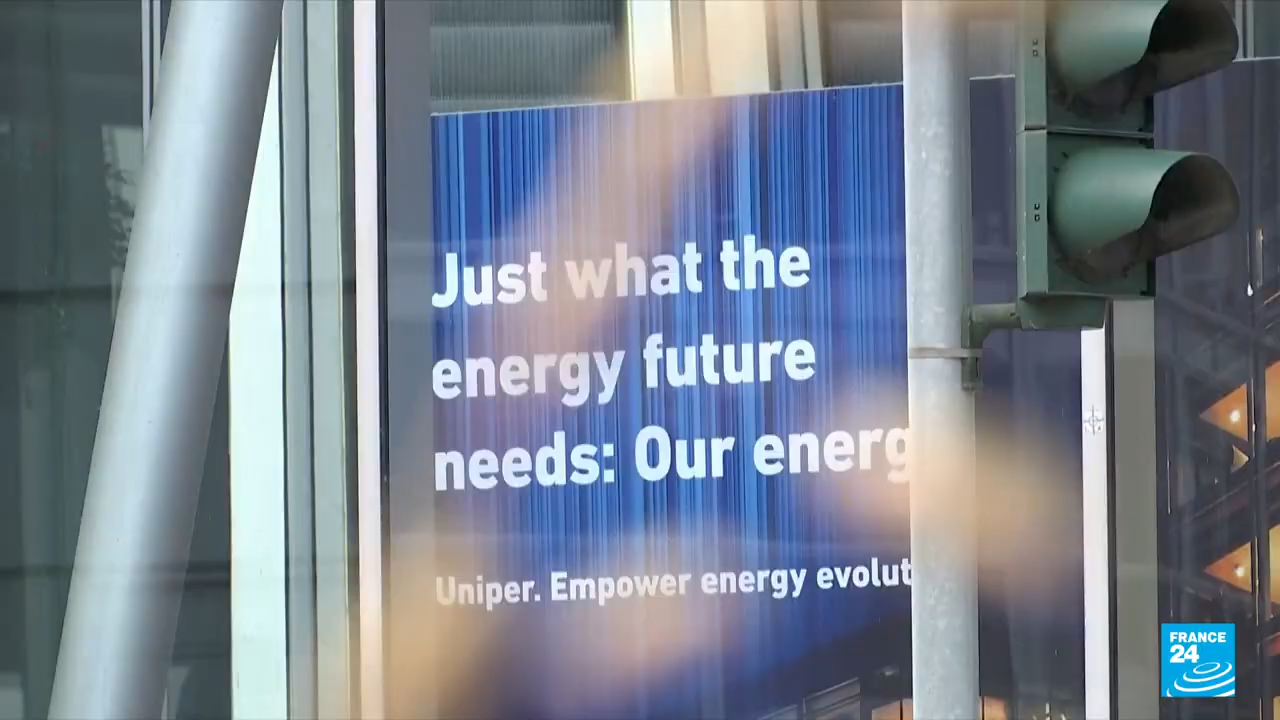 Just what the
energy future
needs: Our energ
Uniper. Empower energy evolut
FRANCE
24